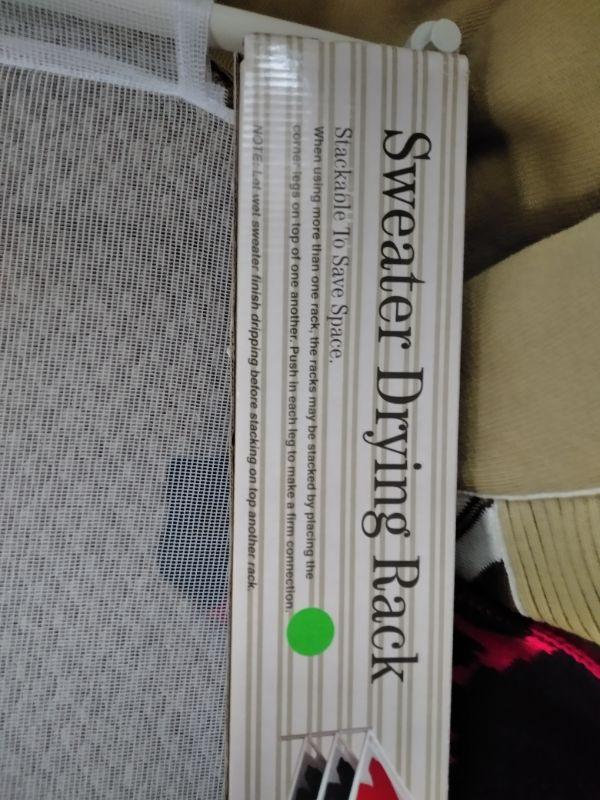 Sweater Drying Rack
Stackable To Save Space.
When using more than one rack, the racks may be stacked by placing the
corner legs on top of one another. Push in each leg to make a firm connection.
NOTE: Let wet sweater finish dripping before stacking on top another rack.